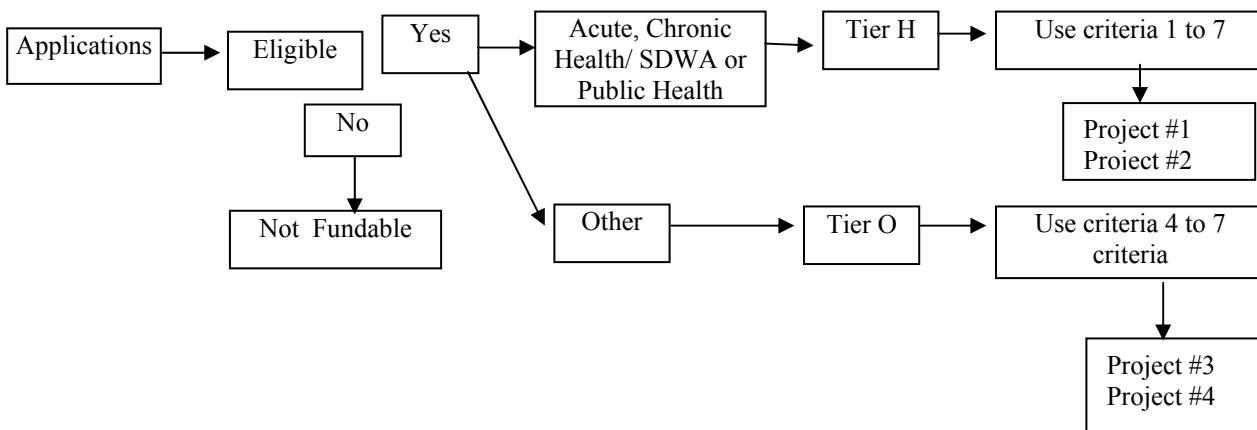 Applications
Eligible
Yes
No
Not Fundable
Acute, Chronic
Health/ SDWA or
Public Health
Tier H
Use criteria 1 to 7
Project #1
Project #2
Other
Tier O
Use criteria 4 to 7
criteria
Project #3
Project #4